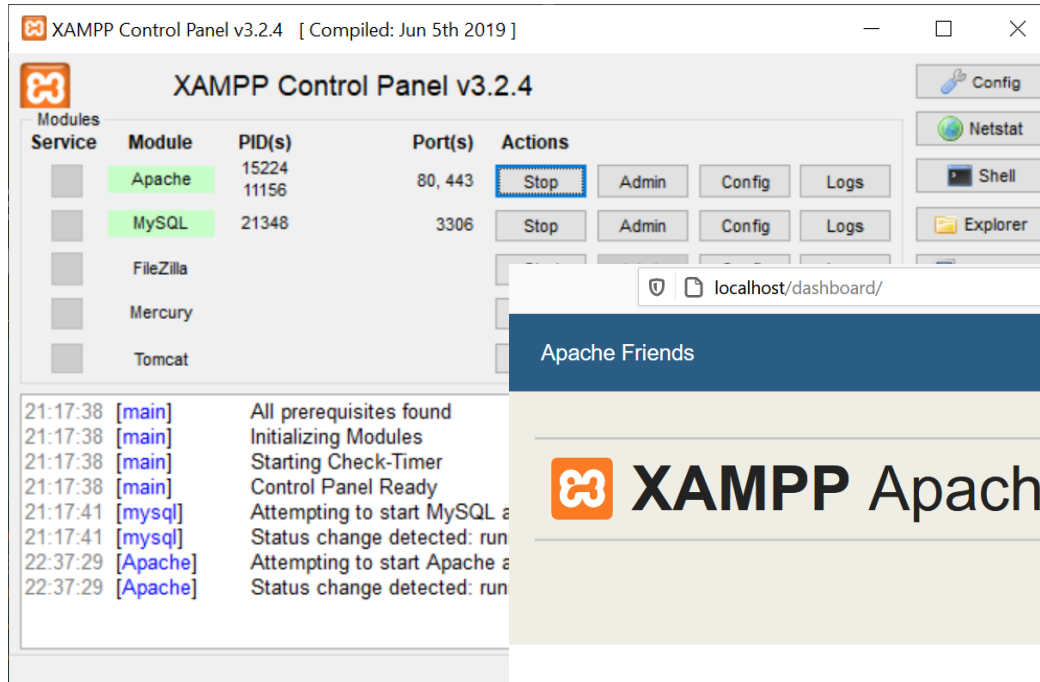 XAMPP Control Panel v3.2.4 [ Compiled: Jun 5th 2019 ]
XAMPP Control Panel v3.2.4
Config
Modules
Service Module PID(s) Port(s) Actions
Netstat
Apache 15224 11156 80, 443 Stop Admin Config Logs
Shell
MySQL 21348 3306 Stop Admin Config Logs
Explorer
FileZilla
Mercury
Tomcat
localhost/dashboard/
Apache Friends
XAMPP Apach
21:17:38 [main] All prerequisites found
21:17:38 [main] Initializing Modules
21:17:38 [main] Starting Check-Timer
21:17:38 [main] Control Panel Ready
21:17:41 [mysql] Attempting to start MySQL a
21:17:41 [mysql] Status change detected: run
22:37:29 [Apache] Attempting to start Apache a
22:37:29 [Apache] Status change detected: run